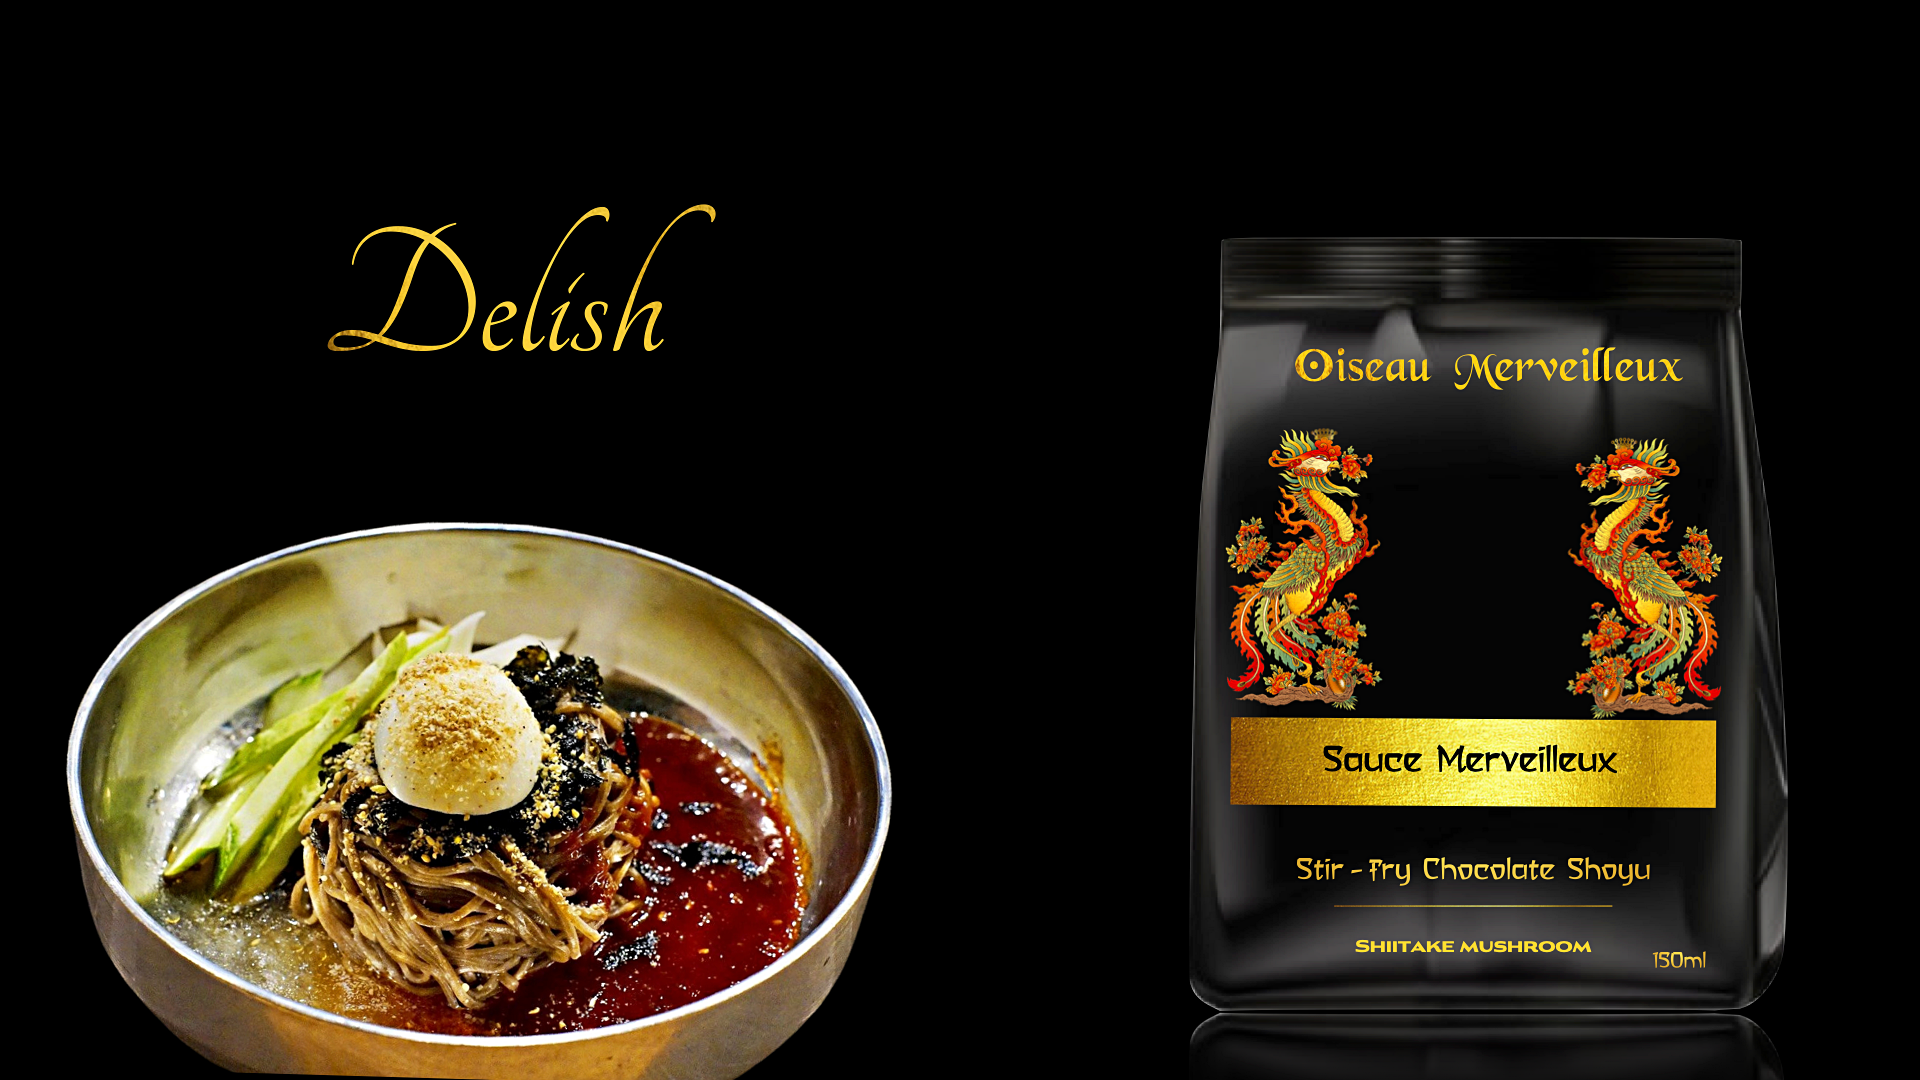 Delish
Oiseau Merveilleux
Sauce Merveilleux
Stir-Fry Chocolate Shoyu
SHIITAKE MUSHROOM
150ml